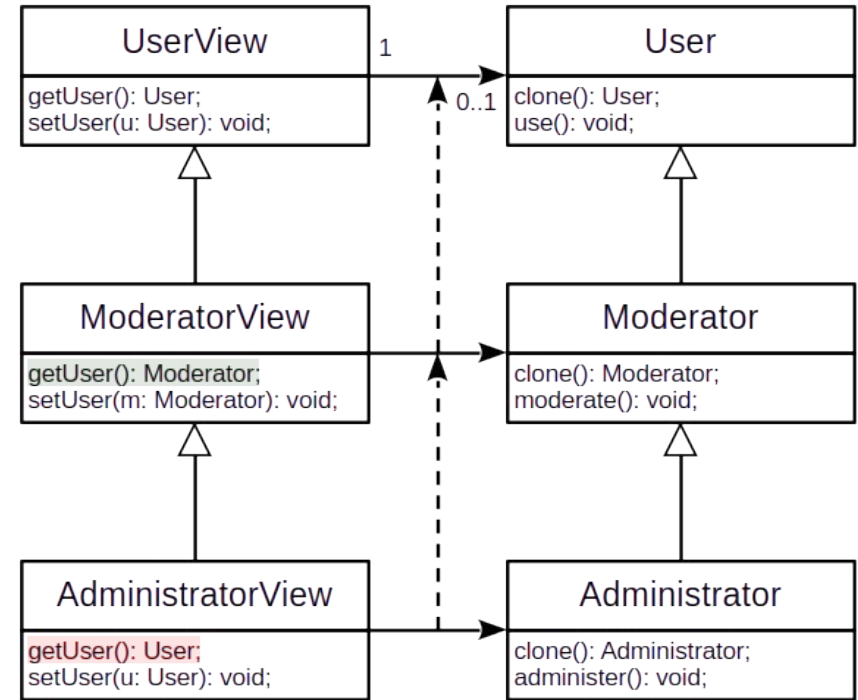 UserView
getUser(): User;
setUser(u: User): void;
1
0..1
User
clone(): User;
use(): void;
ModeratorView
getUser(): Moderator;
setUser(m: Moderator): void;
Moderator
clone(): Moderator;
moderate(): void;
AdministratorView
getUser(): User;
setUser(u: User): void;
Administrator
clone(): Administrator;
administer(): void;